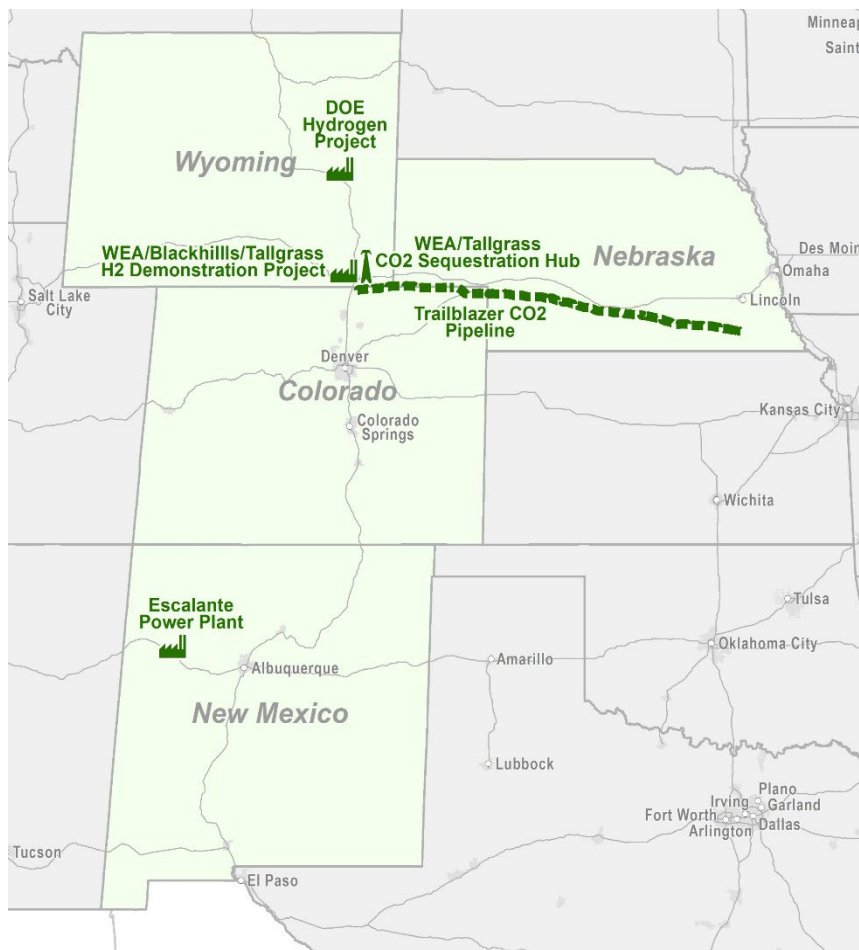 Minneap
Saint
DOE
Hydrogen
Project
Wyoming
WEA/Blackhillls/Tallgrass
H2 Demonstration Project
WEA/Tallgrass
CO2 Sequestration Hub
Nebraska
Des Moin
Omaha
Salt Lake
City
Lincoln
Trailblazer CO2
Pipeline
Denver
Colorado
Kansas City
Colorado
Springs
Wichita
Escalante
Power Plant
Tulsa
Oklahoma City
Albuquerque
Amarillo
New Mexico
Lubbock
Plano
Irving
Garland
Fort Worth
Dallas
Arlington
Tucson
El Paso